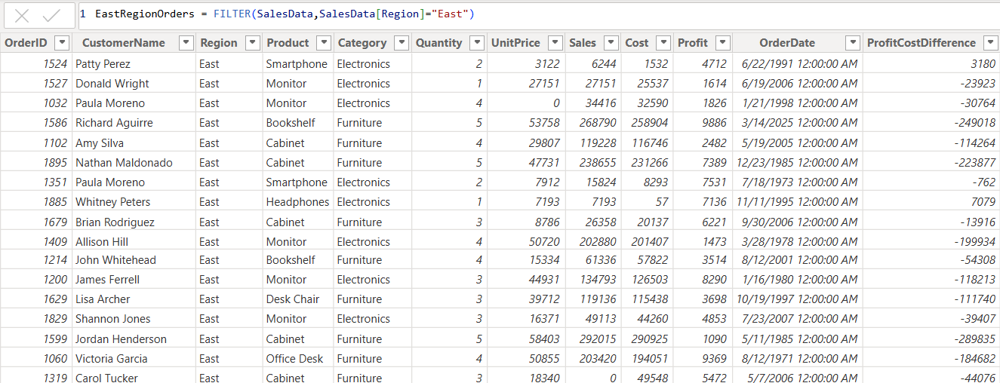 1 EastRegionOrders = FILTER(SalesData,SalesData[Region]="East")
OrderID CustomerName Region Product Category Quantity UnitPrice Sales Cost Profit OrderDate ProfitCostDifference
1524 Patty Perez East Smartphone Electronics 2 3122 6244 1532 4712 6/22/1991 12:00:00 AM 3180
1527 Donald Wright East Monitor Electronics 1 27151 27151 25537 1614 6/19/2006 12:00:00 AM -23923
1032 Paula Moreno East Monitor Electronics 4 0 34416 32590 1826 1/21/1998 12:00:00 AM -30764
1586 Richard Aguirre East Bookshelf Furniture 5 53758 268790 258904 9886 3/14/2025 12:00:00 AM -249018
1102 Amy Silva East Cabinet Furniture 4 29807 119228 116746 2482 5/19/2005 12:00:00 AM -114264
1895 Nathan Maldonado East Cabinet Furniture 5 47731 238655 231266 7389 12/23/1985 12:00:00 AM -223877
1351 Paula Moreno East Smartphone Electronics 2 7912 15824 8293 7531 7/18/1973 12:00:00 AM -762
1885 Whitney Peters East Headphones Electronics 1 7193 7193 57 7136 11/11/1995 12:00:00 AM 7079
1679 Brian Rodriguez East Cabinet Furniture 3 8786 26358 20137 6221 9/30/2006 12:00:00 AM -13916
1409 Allison Hill East Monitor Electronics 4 50720 202880 201407 1473 3/28/1978 12:00:00 AM -199934
1214 John Whitehead East Bookshelf Furniture 4 15334 61336 57822 3514 8/12/2001 12:00:00 AM -54308
1200 James Ferrell East Monitor Electronics 3 44931 134793 126503 8290 1/16/1980 12:00:00 AM -118213
1629 Lisa Archer East Desk Chair Furniture 3 39712 119136 115438 3698 10/19/1997 12:00:00 AM -111740
1829 Shannon Jones East Monitor Electronics 3 16371 49113 44260 4853 7/23/2007 12:00:00 AM -39407
1599 Jordan Henderson East Cabinet Furniture 5 58403 292015 290925 1090 5/11/1985 12:00:00 AM -289835
1060 Victoria Garcia East Office Desk Furniture 4 50855 203420 194051 9369 8/12/1971 12:00:00 AM -184682
1319 Carol Tucker East Cabinet Furniture 3 18340 0 49548 5472 5/7/2006 12:00:00 AM -44076